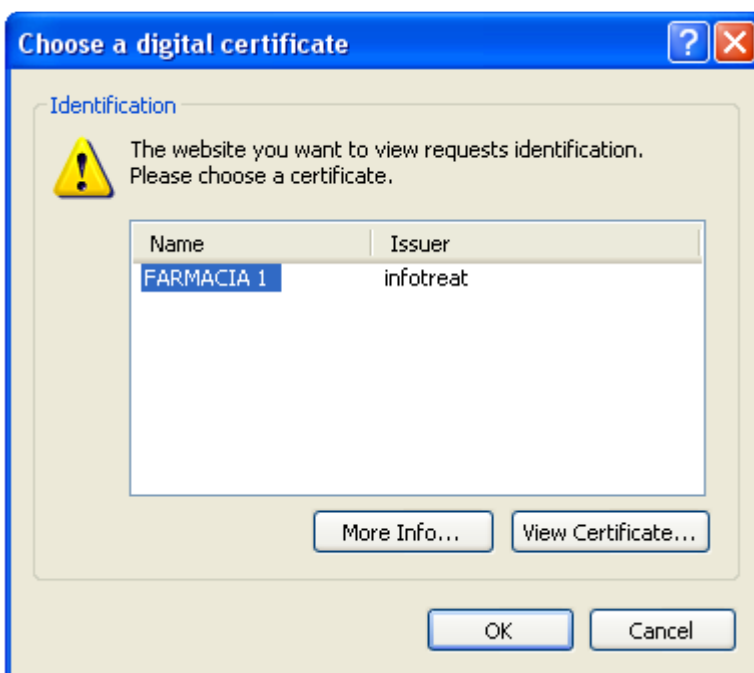 Choose a digital certificate
Identification
The website you want to view requests identification.
Please choose a certificate.
Name Issuer
FARMACIA 1 infotreat
More Info... View Certificate...
OK Cancel